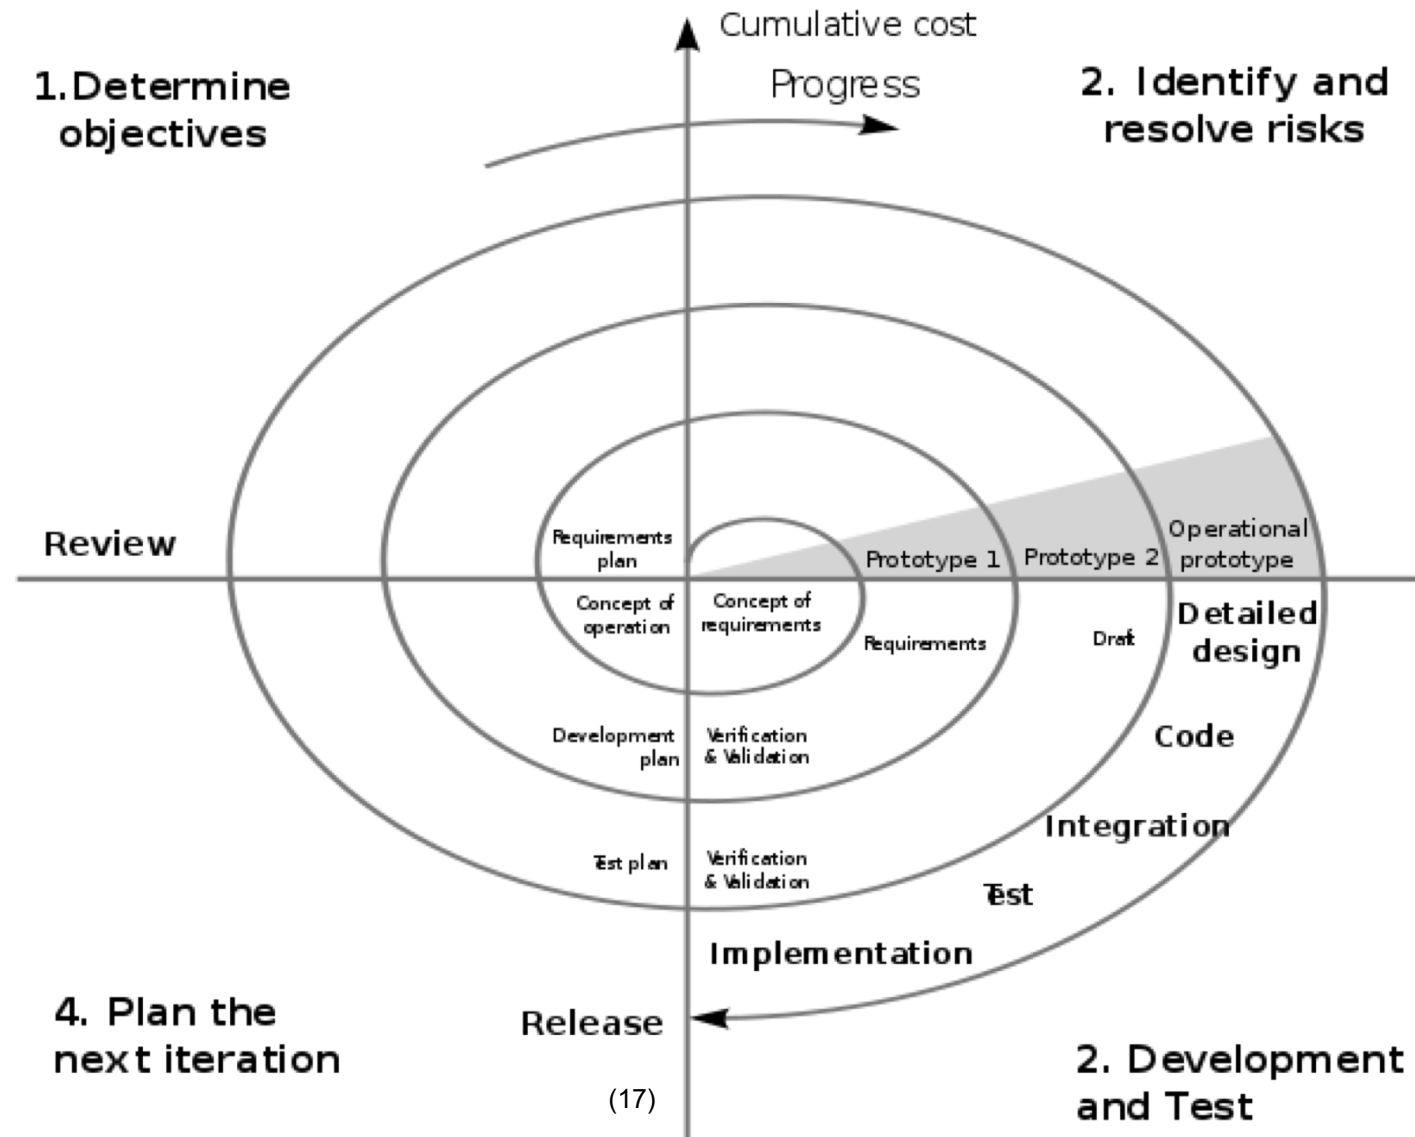 Cumulative cost
Progress
1.Determine
objectives
2. Identify and
resolve risks
Review
Requirements
plan
Prototype 1
Prototype 2
Operational
prototype
Concept of
operation
Concept of
requirements
Requirements
Draft
Detailed
design
Development
plan
Verification
& Validation
Code
Integration
Test plan
Verification
& Validation
Test
Implementation
4. Plan the
next iteration
Release
(17)
2. Development
and Test